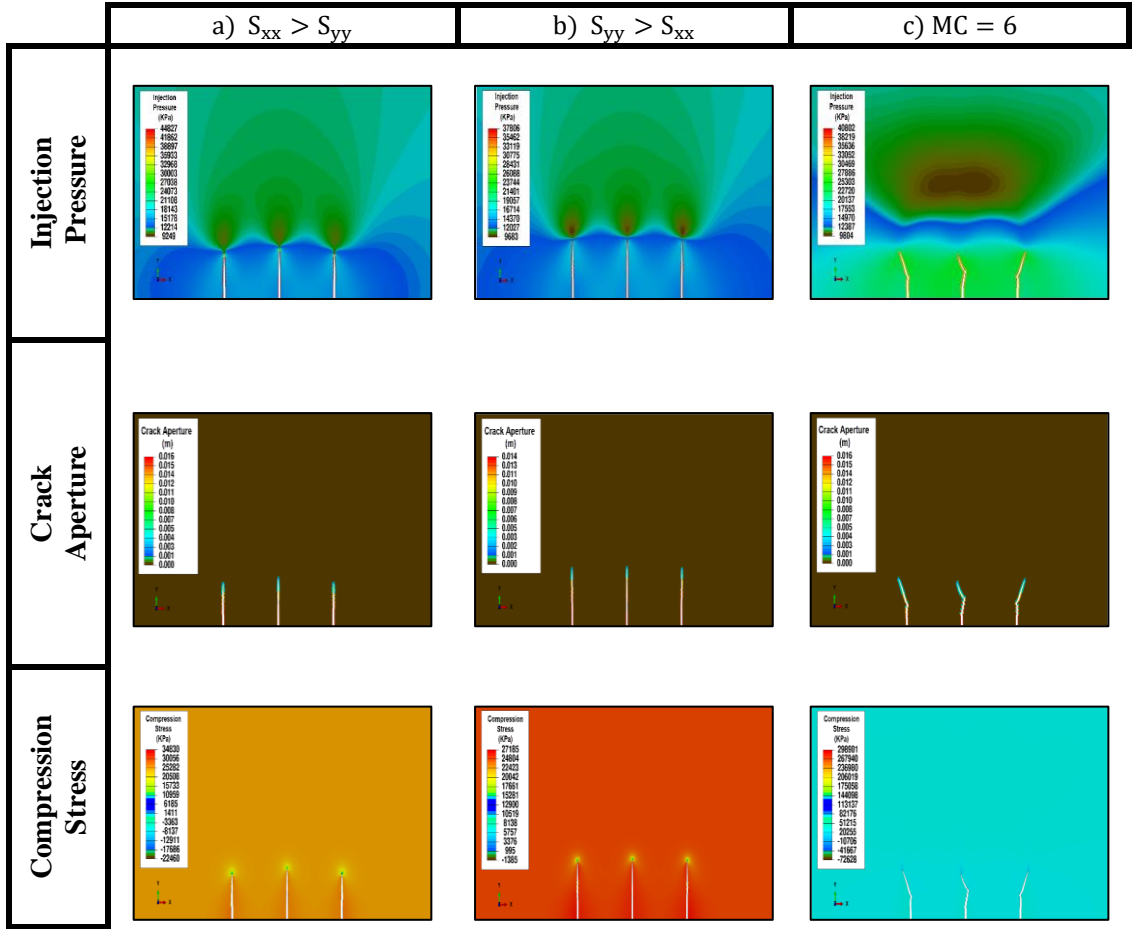 a) Sxx > Syy
b) Syy > Sxx
c) MC = 6
Injection
Pressure
Injection
Pressure
(KPa)
44827
41862
38897
35933
32968
30003
27038
24073
21108
18143
15178
12214
9249
Y
X
Injection
Pressure
(KPa)
37806
35462
33119
30775
28431
26088
23744
21401
19057
16714
14370
12027
9683
Y
X
Injection
Pressure
(KPa)
40802
38219
35636
33052
30469
27886
25303
22720
20137
17553
14970
12387
9804
Y
X
Crack
Aperture
Crack Aperture
(m)
0.016
0.015
0.014
0.012
0.011
0.010
0.008
0.007
0.005
0.004
0.003
0.001
0.000
Y
X
Crack Aperture
(m)
0.014
0.013
0.012
0.011
0.009
0.008
0.007
0.006
0.005
0.003
0.002
0.001
0.000
Y
X
Crack Aperture
(m)
0.016
0.015
0.014
0.012
0.011
0.010
0.008
0.007
0.005
0.004
0.003
0.001
0.000
Y
X
Compression
Stress
Compression
Stress
(KPa)
34830
30056
25282
20508
15733
10959
6185
1411
-3363
-8137
-12911
-17686
-22460
Y
X
Compression
Stress
(KPa)
27185
24804
22423
20042
17661
15281
12900
10519
8138
5757
3376
995
-1385
Y
X
Compression
Stress
(KPa)
298901
267940
236980
206019
175058
144098
113137
82176
51215
20255
-10706
-41667
-72628
Y
X